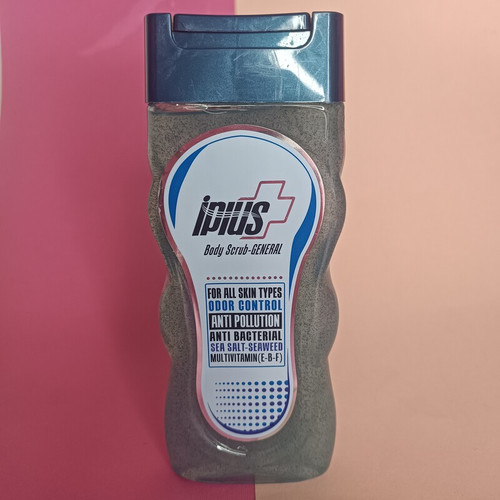 iplus
Body Scrub-GENERAL
FOR ALL SKIN TYPES
ODOR CONTROL
ANTI POLLUTION
ANTI BACTERIAL
SEA SALT-SEAWEED
MULTIVITAMIN(E-B-F)